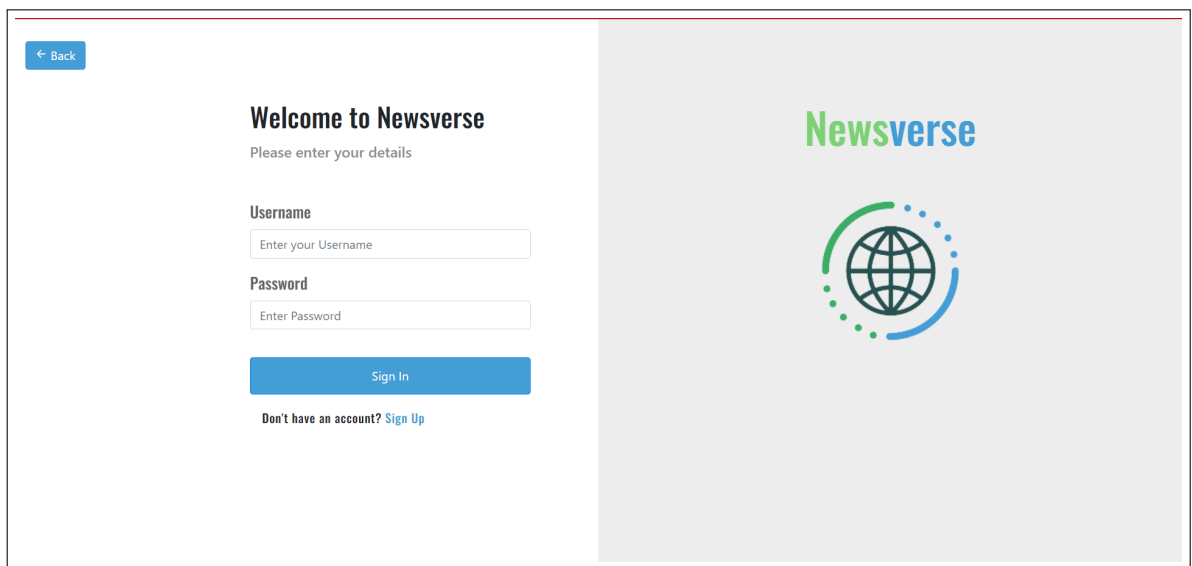 ← Back
Welcome to Newsverse
Please enter your details
Username
Enter your Username
Password
Enter Password
Sign In
Don't have an account? Sign Up
Newsverse